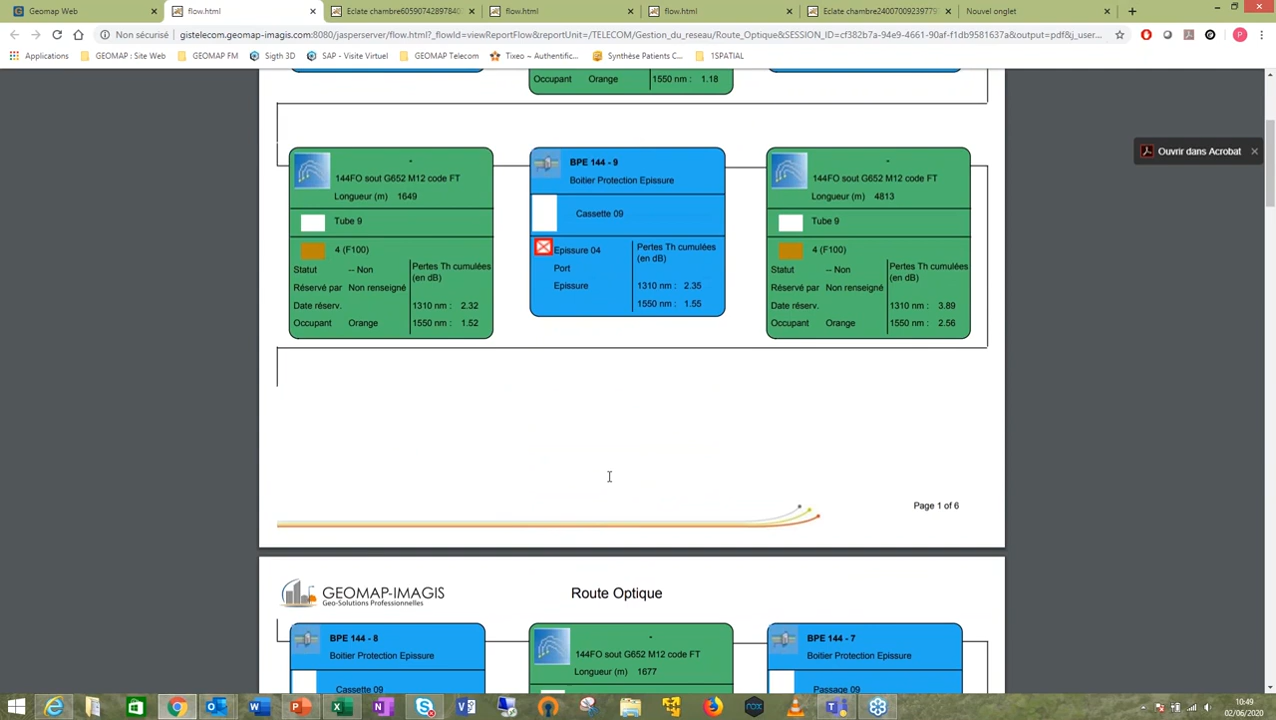 Geomap Web
flow.html
Eclate chambre60590742897840
flow.html
flow.html
Eclate chambre2400700923977
Nouvel onglet
Non sécurisé
gistelecom.geomap-imagis.com:8080/jasperserver/flow.html?_flowId=viewReportFlow&reportUnit=/TELECOM/Gestion_du_reseau/Route_Optique&SESSION_ID=cf382b7a-94e9-4661-90af-f1db9581637a&output=pdf&j_user...
Applications
GEOMAP : Site Web
GEOMAP FM
Sigth 3D
SAP - Visite Virtuel
GEOMAP Telecom
Tixeo ~ Authentific...
Synthèse Patients C...
1SPATIAL
Occupant Orange 1550 nm : 1.18
Ouvrir dans Acrobat
-
144FO sout G652 M12 code FT
Longueur (m) 1649
Tube 9
4 (F100)
Statut -- Non
Réservé par Non renseigné
Date réserv.
Occupant Orange
Pertes Th cumulées
(en dB)
1310 nm : 2.32
1550 nm : 1.52
BPE 144 - 9
Boitier Protection Epissure
Cassette 09
Epissure 04
Port
Epissure
Pertes Th cumulées
(en dB)
1310 nm : 2.35
1550 nm : 1.55
-
144FO sout G652 M12 code FT
Longueur (m) 4813
Tube 9
4 (F100)
Statut -- Non
Réservé par Non renseigné
Date réserv.
Occupant Orange
Pertes Th cumulées
(en dB)
1310 nm : 3.89
1550 nm : 2.56
Page 1 of 6
GEOMAP-IMAGIS
Geo-Solutions Professionnelles
Route Optique
BPE 144 - 8
Boitier Protection Epissure
Cassette 09
-
144FO sout G652 M12 code FT
Longueur (m) 1677
BPE 144 - 7
Boitier Protection Epissure
Passage 09
10:49
02/06/2020